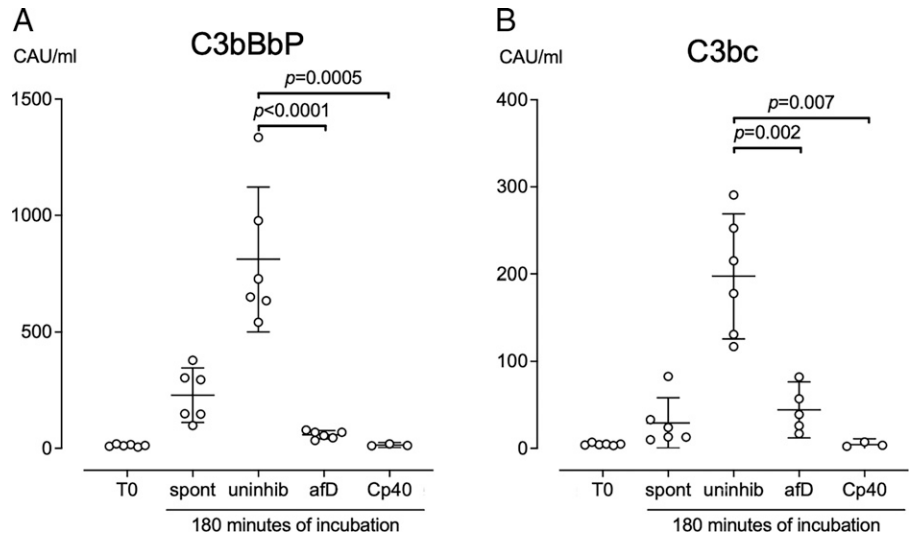 A
C3bBbP
CAU/ml
p=0.0005
p<0.0001
1500
1000
500
0
T0 spont uninhib afD Cp40
180 minutes of incubation
B
C3bc
CAU/ml
p=0.007
p=0.002
400
300
200
100
0
T0 spont uninhib afD Cp40
180 minutes of incubation